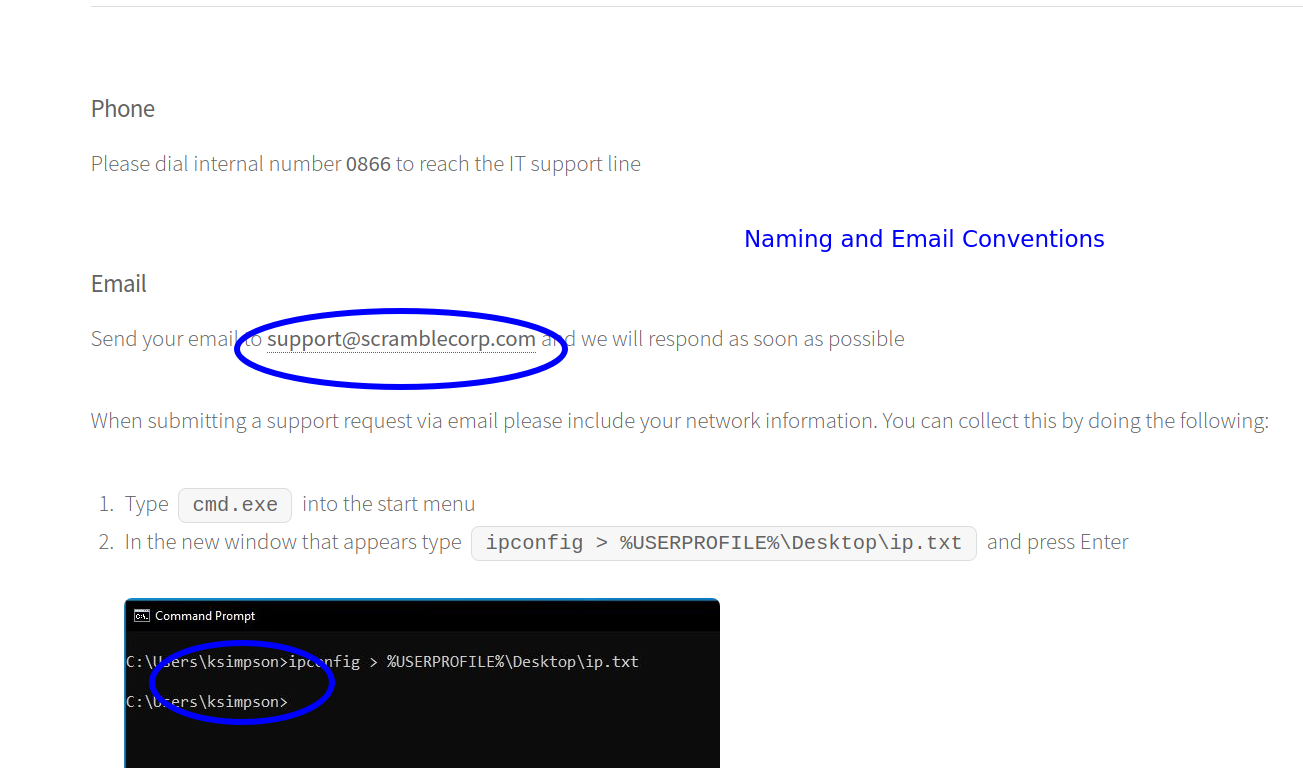 Phone
Please dial internal number 0866 to reach the IT support line
Naming and Email Conventions
Email
Send your email to support@scramblecorp.com and we will respond as soon as possible
When submitting a support request via email please include your network information. You can collect this by doing the following:
1. Type cmd.exe into the start menu
2. In the new window that appears type ipconfig > %USERPROFILE%\Desktop\ip.txt and press Enter
C:\. Command Prompt
C:\Users\ksimpson>ipconfig > %USERPROFILE%\Desktop\ip.txt
C:\Users\ksimpson>